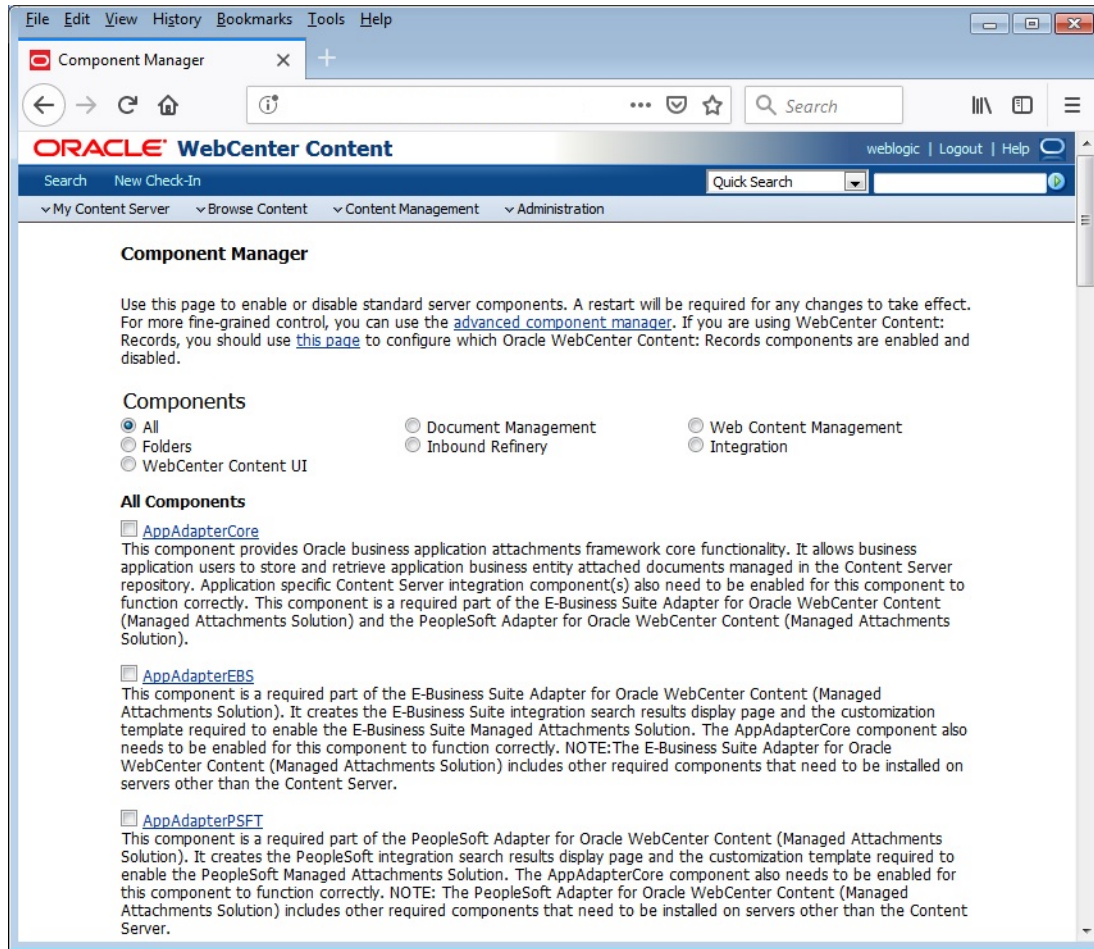 File Edit View History Bookmarks Tools Help
Component Manager
Search
ORACLE WebCenter Content
weblogic | Logout | Help
Search New Check-In
Quick Search
My Content Server Browse Content Content Management Administration
Component Manager
Use this page to enable or disable standard server components. A restart will be required for any changes to take effect.
For more fine-grained control, you can use the advanced component manager. If you are using WebCenter Content:
Records, you should use this page to configure which Oracle WebCenter Content: Records components are enabled and
disabled.
Components
All Document Management Web Content Management
Folders Inbound Refinery Integration
WebCenter Content UI
All Components
AppAdapterCore
This component provides Oracle business application attachments framework core functionality. It allows business
application users to store and retrieve application business entity attached documents managed in the Content Server
repository. Application specific Content Server integration component(s) also need to be enabled for this component to
function correctly. This component is a required part of the E-Business Suite Adapter for Oracle WebCenter Content
(Managed Attachments Solution) and the PeopleSoft Adapter for Oracle WebCenter Content (Managed Attachments
Solution).
AppAdapterEBS
This component is a required part of the E-Business Suite Adapter for Oracle WebCenter Content (Managed
Attachments Solution). It creates the E-Business Suite integration search results display page and the customization
template required to enable the E-Business Suite Managed Attachments Solution. The AppAdapterCore component also
needs to be enabled for this component to function correctly. NOTE:The E-Business Suite Adapter for Oracle
WebCenter Content (Managed Attachments Solution) includes other required components that need to be installed on
servers other than the Content Server.
AppAdapterPSFT
This component is a required part of the PeopleSoft Adapter for Oracle WebCenter Content (Managed Attachments
Solution). It creates the PeopleSoft integration search results display page and the customization template required to
enable the PeopleSoft Managed Attachments Solution. The AppAdapterCore component also needs to be enabled for
this component to function correctly. NOTE: The PeopleSoft Adapter for Oracle WebCenter Content (Managed
Attachments Solution) includes other required components that need to be installed on servers other than the Content
Server.